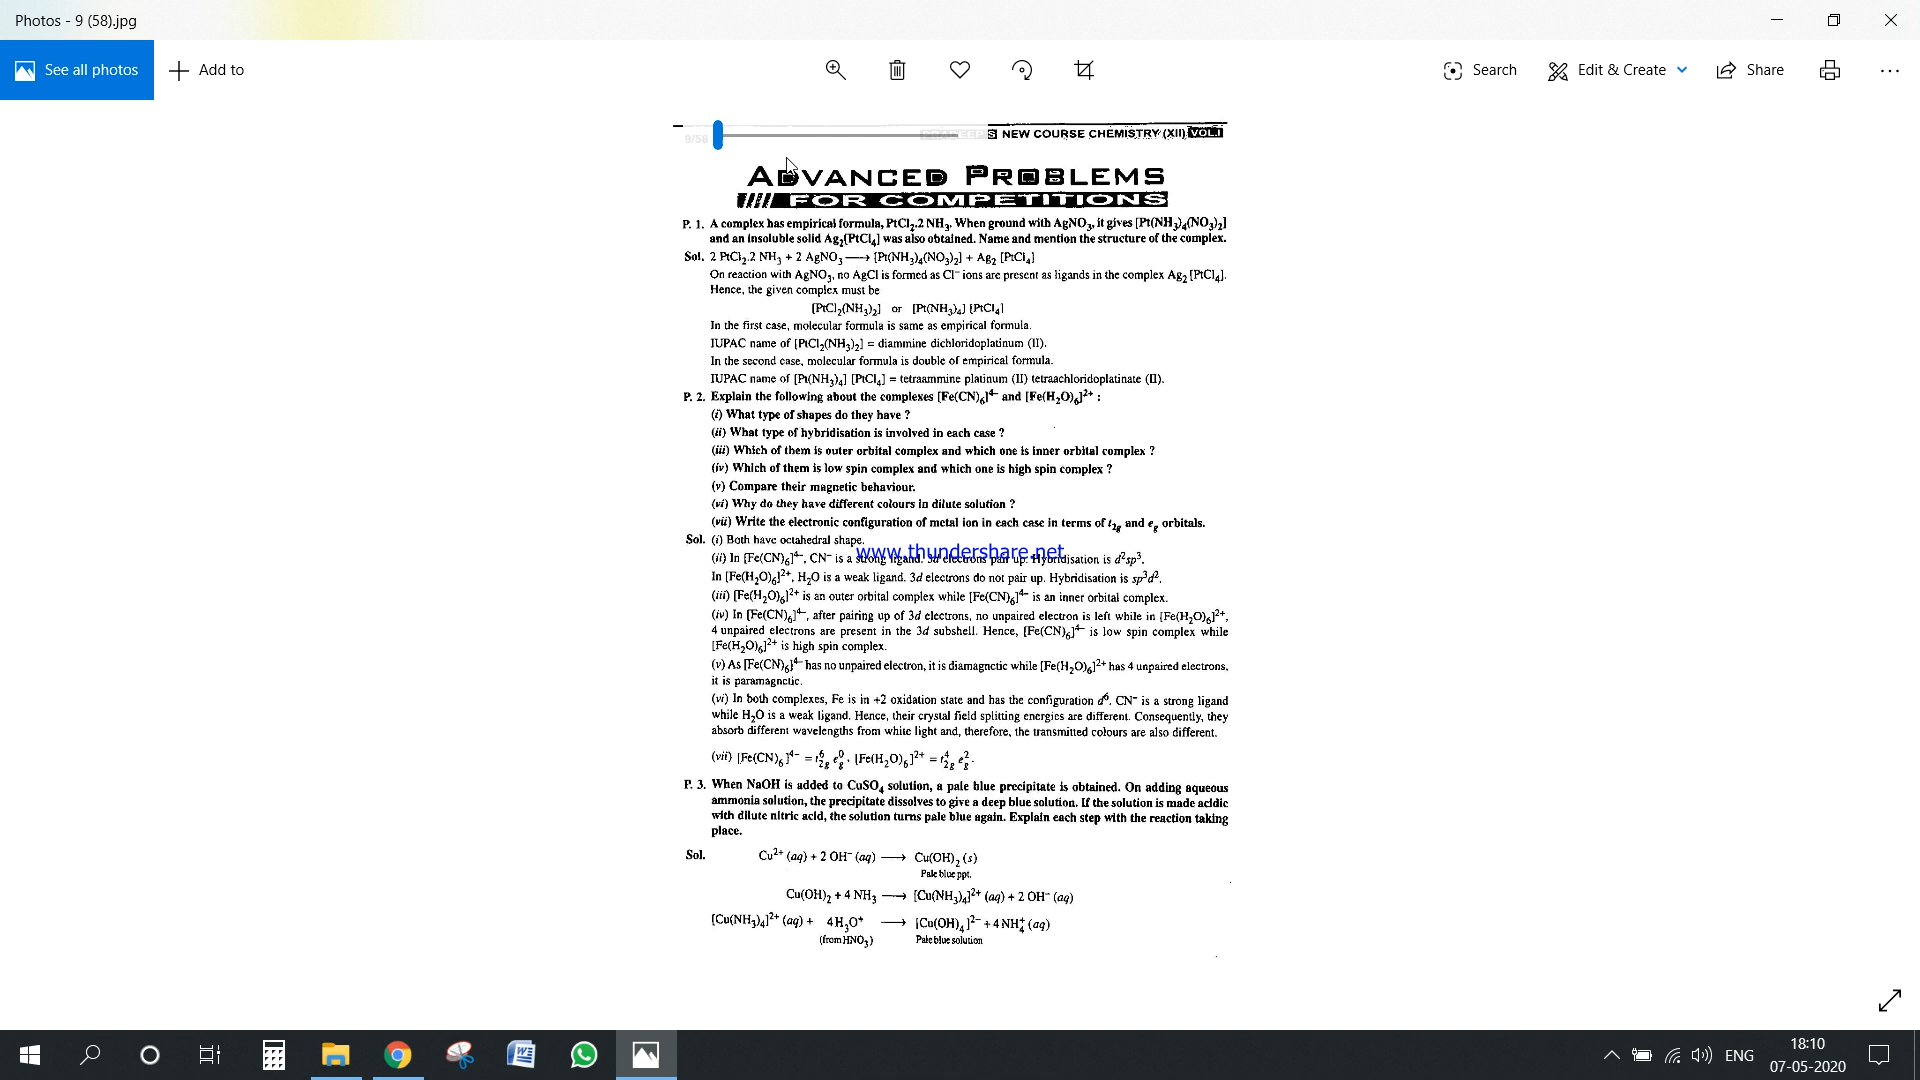 Photos - 9 (58).jpg
See all photos
Add to
Search
Edit & Create
Share
9/58
PRADEEP'S NEW COURSE CHEMISTRY (XII) VOL.I
ADVANCED PROBLEMS
FOR COMPETITIONS
P. 1. A complex has empirical formula, PtCl₂.2 NH₃. When ground with AgNO₃, it gives [Pt(NH₃)₄(NO₃)₂]
and an insoluble solid Ag₂[PtCl₄] was also obtained. Name and mention the structure of the complex.
Sol. 2 PtCl₂.2 NH₃ + 2 AgNO₃ ⟶ [Pt(NH₃)₄(NO₃)₂] + Ag₂ [PtCl₄]
On reaction with AgNO₃, no AgCl is formed as Cl⁻ ions are present as ligands in the complex Ag₂ [PtCl₄].
Hence, the given complex must be
[PtCl₂(NH₃)₂] or [Pt(NH₃)₄] [PtCl₄]
In the first case, molecular formula is same as empirical formula.
IUPAC name of [PtCl₂(NH₃)₂] = diammine dichloridoplatinum (II).
In the second case, molecular formula is double of empirical formula.
IUPAC name of [Pt(NH₃)₄] [PtCl₄] = tetraammine platinum (II) tetrachloridoplatinate (II).
P. 2. Explain the following about the complexes [Fe(CN)₆]⁴⁻ and [Fe(H₂O)₆]²⁺ :
(i) What type of shapes do they have ?
(ii) What type of hybridisation is involved in each case ?
(iii) Which of them is outer orbital complex and which one is inner orbital complex ?
(iv) Which of them is low spin complex and which one is high spin complex ?
(v) Compare their magnetic behaviour.
(vi) Why do they have different colours in dilute solution ?
(vii) Write the electronic configuration of metal ion in each case in terms of t₂g and eg orbitals.
Sol. (i) Both have octahedral shape.
www.thundershare.net
(ii) In [Fe(CN)₆]⁴⁻, CN⁻ is a strong ligand. 3d electrons pair up. Hybridisation is d²sp³.
In [Fe(H₂O)₆]²⁺, H₂O is a weak ligand. 3d electrons do not pair up. Hybridisation is sp³d².
(iii) [Fe(H₂O)₆]²⁺ is an outer orbital complex while [Fe(CN)₆]⁴⁻ is an inner orbital complex.
(iv) In [Fe(CN)₆]⁴⁻, after pairing up of 3d electrons, no unpaired electron is left while in [Fe(H₂O)₆]²⁺,
4 unpaired electrons are present in the 3d subshell. Hence, [Fe(CN)₆]⁴⁻ is low spin complex while
[Fe(H₂O)₆]²⁺ is high spin complex.
(v) As [Fe(CN)₆]⁴⁻ has no unpaired electron, it is diamagnetic while [Fe(H₂O)₆]²⁺ has 4 unpaired electrons,
it is paramagnetic.
(vi) In both complexes, Fe is in +2 oxidation state and has the configuration d⁶. CN⁻ is a strong ligand
while H₂O is a weak ligand. Hence, their crystal field splitting energies are different. Consequently, they
absorb different wavelengths from white light and, therefore, the transmitted colours are also different.
(vii) [Fe(CN)₆]⁴⁻ = t₂g⁶ eg⁰, [Fe(H₂O)₆]²⁺ = t₂g⁴ eg².
P. 3. When NaOH is added to CuSO₄ solution, a pale blue precipitate is obtained. On adding aqueous
ammonia solution, the precipitate dissolves to give a deep blue solution. If the solution is made acidic
with dilute nitric acid, the solution turns pale blue again. Explain each step with the reaction taking
place.
Sol. Cu²⁺ (aq) + 2 OH⁻ (aq) ⟶ Cu(OH)₂ (s)
Pale blue ppt.
Cu(OH)₂ + 4 NH₃ ⟶ [Cu(NH₃)₄]²⁺ (aq) + 2 OH⁻ (aq)
[Cu(NH₃)₄]²⁺ (aq) + 4 H₃O⁺ ⟶ [Cu(OH)₄]²⁻ + 4 NH₄⁺ (aq)
(from HNO₃) Pale blue solution
ENG
18:10
07-05-2020